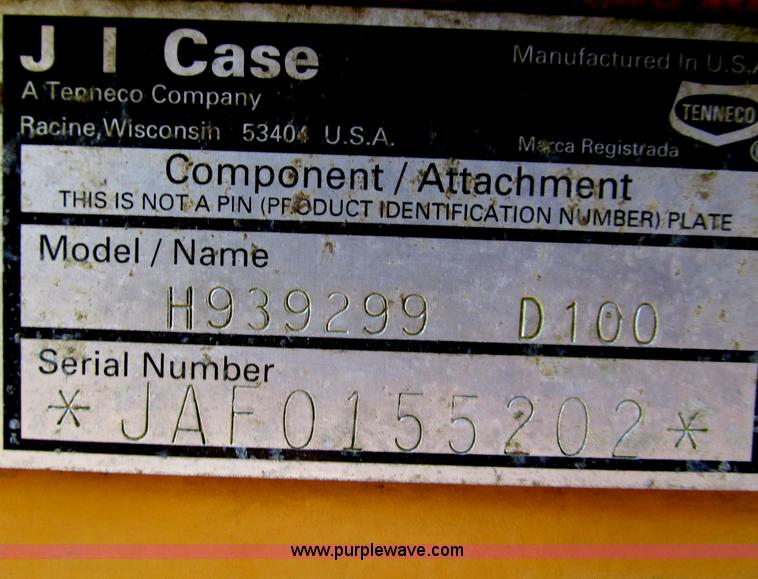 J I Case
Manufactured In U.S.A
A Tenneco Company
TENNECO
Racine, Wisconsin 53404 U.S.A.
Marca Registrada
Component / Attachment
THIS IS NOT A PIN (PRODUCT IDENTIFICATION NUMBER) PLATE
Model / Name
H939299 D100
Serial Number
*JAF0155202*
www.purplewave.com